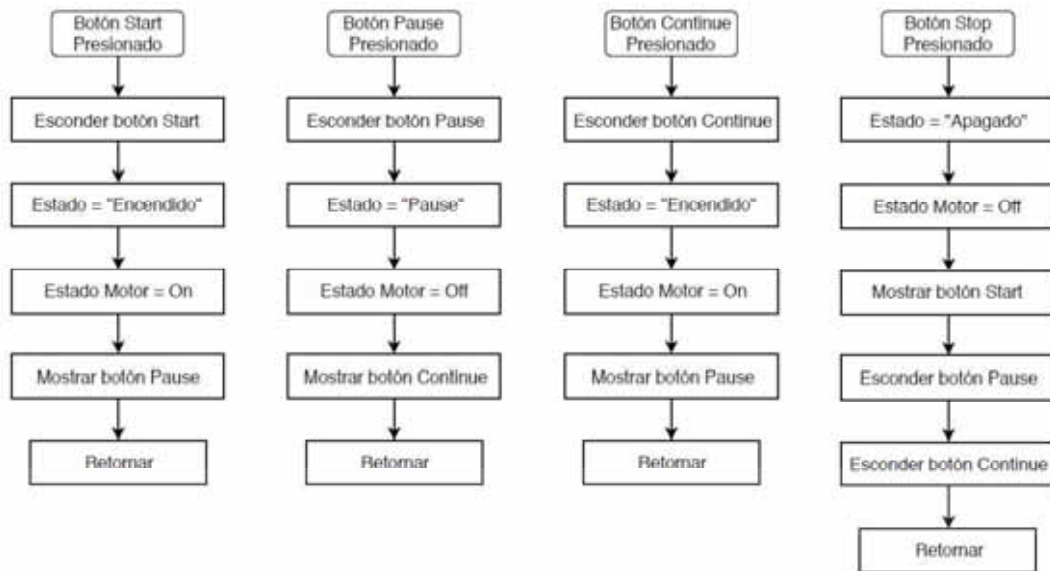 Botón Start
Presionado
Esconder botón Start
Estado = "Encendido"
Estado Motor = On
Mostrar botón Pause
Retornar
Botón Pause
Presionado
Esconder botón Pause
Estado = "Pause"
Estado Motor = Off
Mostrar botón Continue
Retornar
Botón Continue
Presionado
Esconder botón Continue
Estado = "Encendido"
Estado Motor = On
Mostrar botón Pause
Retornar
Botón Stop
Presionado
Estado = "Apagado"
Estado Motor = Off
Mostrar botón Start
Esconder botón Pause
Esconder botón Continue
Retornar